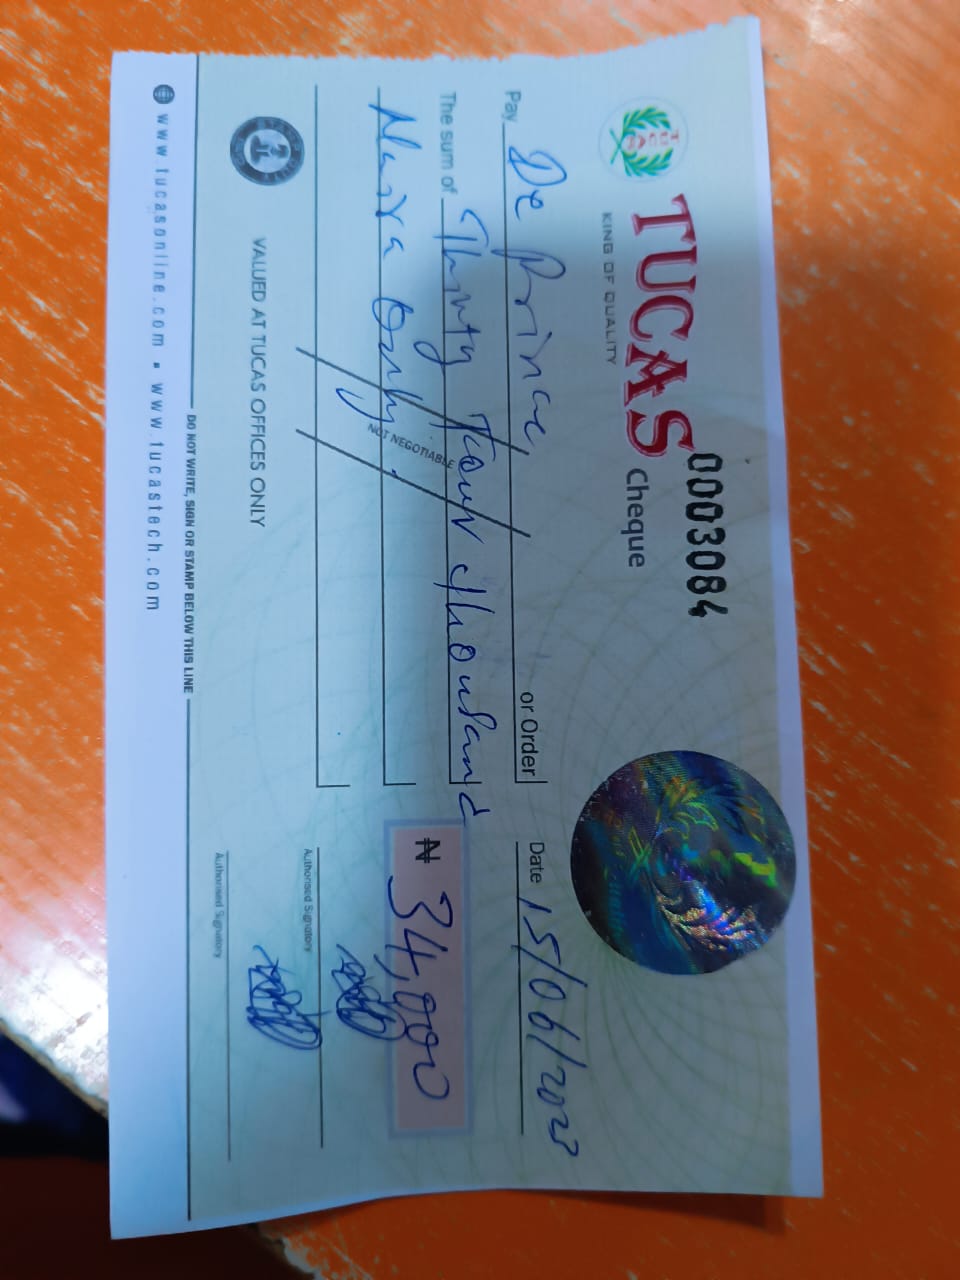 0003084
TUCAS Cheque
KING OF QUALITY
Date 15/06/2023
Pay De Prince or Order
The sum of Thirty Four thousand
Naira Only
₦ 34,000
NOT NEGOTIABLE
Authorised Signatory
VALUED AT TUCAS OFFICES ONLY
Authorised Signatory
DO NOT WRITE, SIGN OR STAMP BELOW THIS LINE
www.tucasonline.com • www.tucastech.com